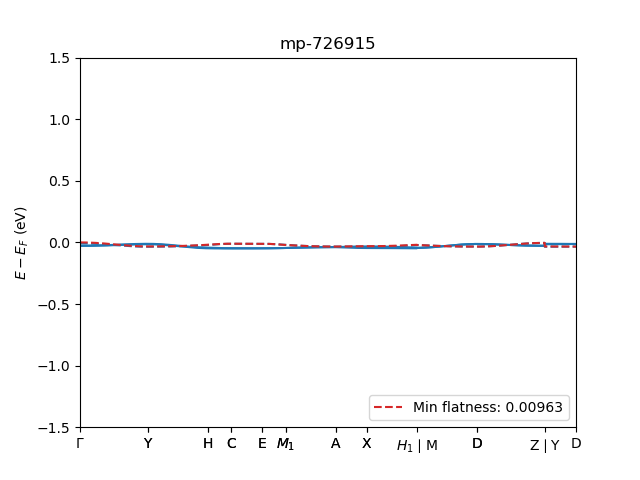 mp-726915
E − E_F (eV)
1.5
1.0
0.5
0.0
−0.5
−1.0
−1.5
Min flatness: 0.00963
Γ Y H C E M₁ A X H₁ | M D Z | Y D